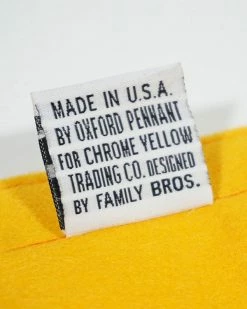 MADE IN U.S.A.
BY OXFORD PENNANT
FOR CHROME YELLOW
TRADING CO. DESIGNED
BY FAMILY BROS.